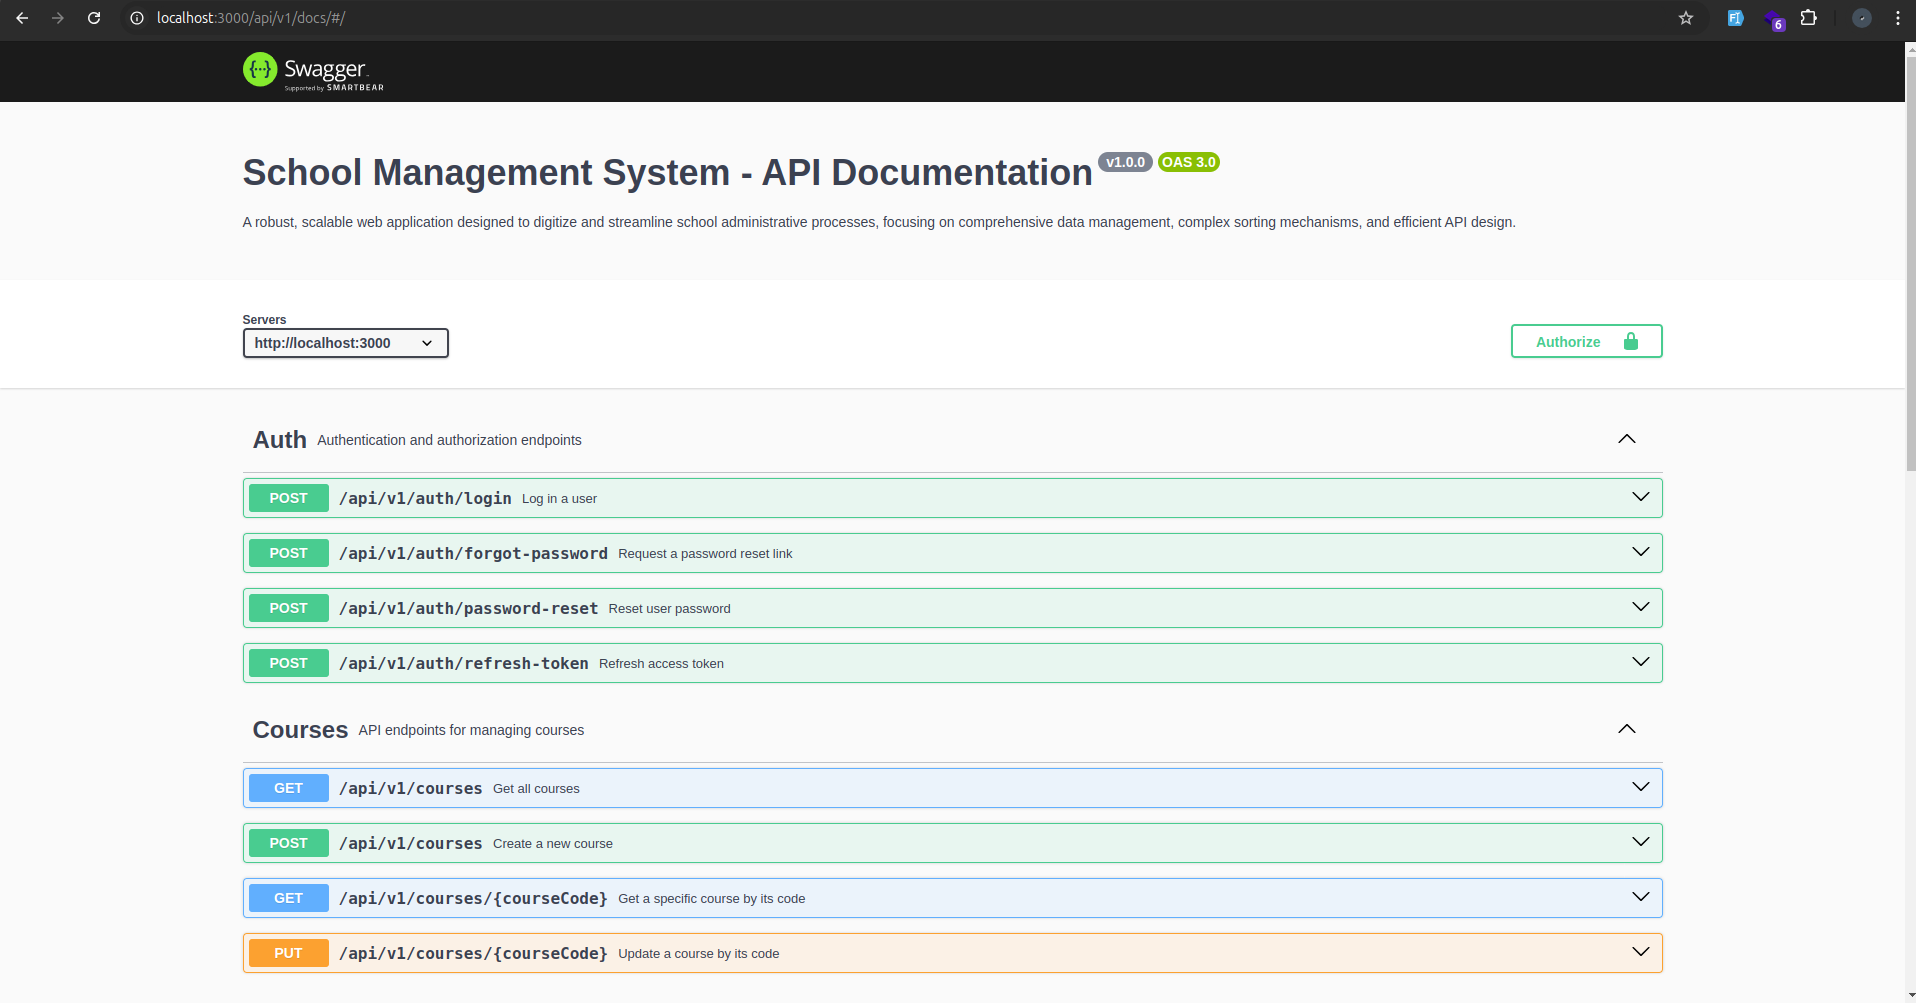 localhost:3000/api/v1/docs/#/
6
{···} Swagger
Supported by SMARTBEAR
School Management System - API Documentation v1.0.0 OAS 3.0
A robust, scalable web application designed to digitize and streamline school administrative processes, focusing on comprehensive data management, complex sorting mechanisms, and efficient API design.
Servers
http://localhost:3000
Authorize
Auth Authentication and authorization endpoints
POST /api/v1/auth/login Log in a user
POST /api/v1/auth/forgot-password Request a password reset link
POST /api/v1/auth/password-reset Reset user password
POST /api/v1/auth/refresh-token Refresh access token
Courses API endpoints for managing courses
GET /api/v1/courses Get all courses
POST /api/v1/courses Create a new course
GET /api/v1/courses/{courseCode} Get a specific course by its code
PUT /api/v1/courses/{courseCode} Update a course by its code